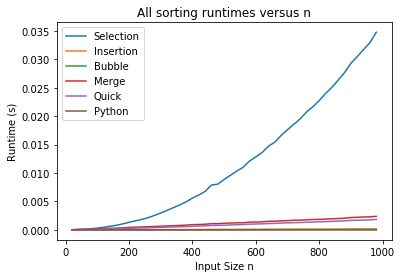 All sorting runtimes versus n
Selection
Insertion
Bubble
Merge
Quick
Python
Runtime (s)
0.035
0.030
0.025
0.020
0.015
0.010
0.005
0.000
0 200 400 600 800 1000
Input Size n